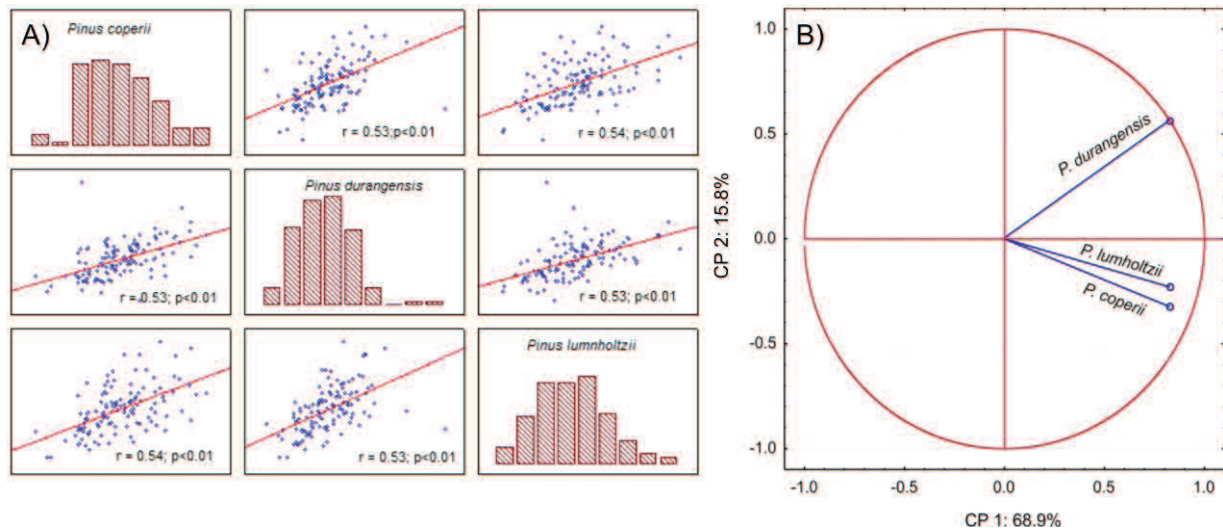 A)
Pinus coperii
r = 0.53;p<0.01
r = 0.54; p<0.01
r =.0.53; p<0.01
Pinus durangensis
r = 0.53; p<0.01
r = 0.54; p<0.01
r = 0.53; p<0.01
Pinus lumnholtzii
B)
1.0
0.5
0.0
-0.5
-1.0
CP 2: 15.8%
P. durangensis
P. lumholtzii
P. coperii
-1.0
0.0
0.5
1.0
CP 1: 68.9%